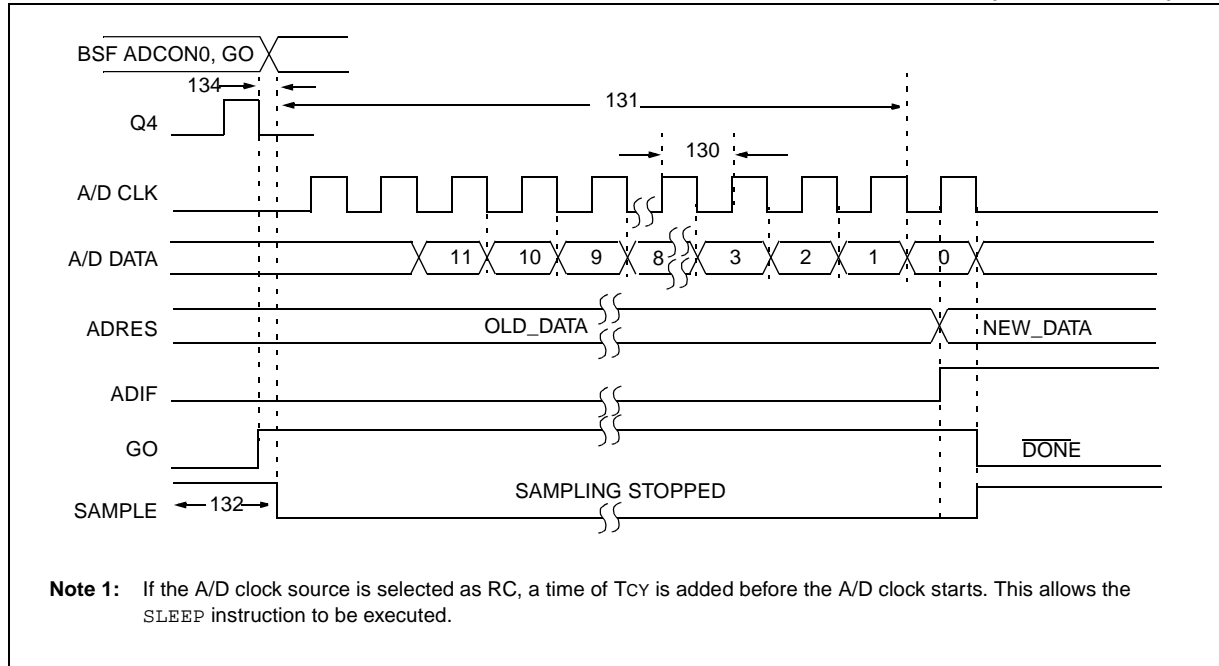 BSF ADCON0, GO
134
131
Q4
130
A/D CLK
A/D DATA
11 10 9 8 3 2 1 0
ADRES
OLD_DATA
NEW_DATA
ADIF
GO
DONE
SAMPLE
132
SAMPLING STOPPED
Note 1: If the A/D clock source is selected as RC, a time of TCY is added before the A/D clock starts. This allows the
SLEEP instruction to be executed.